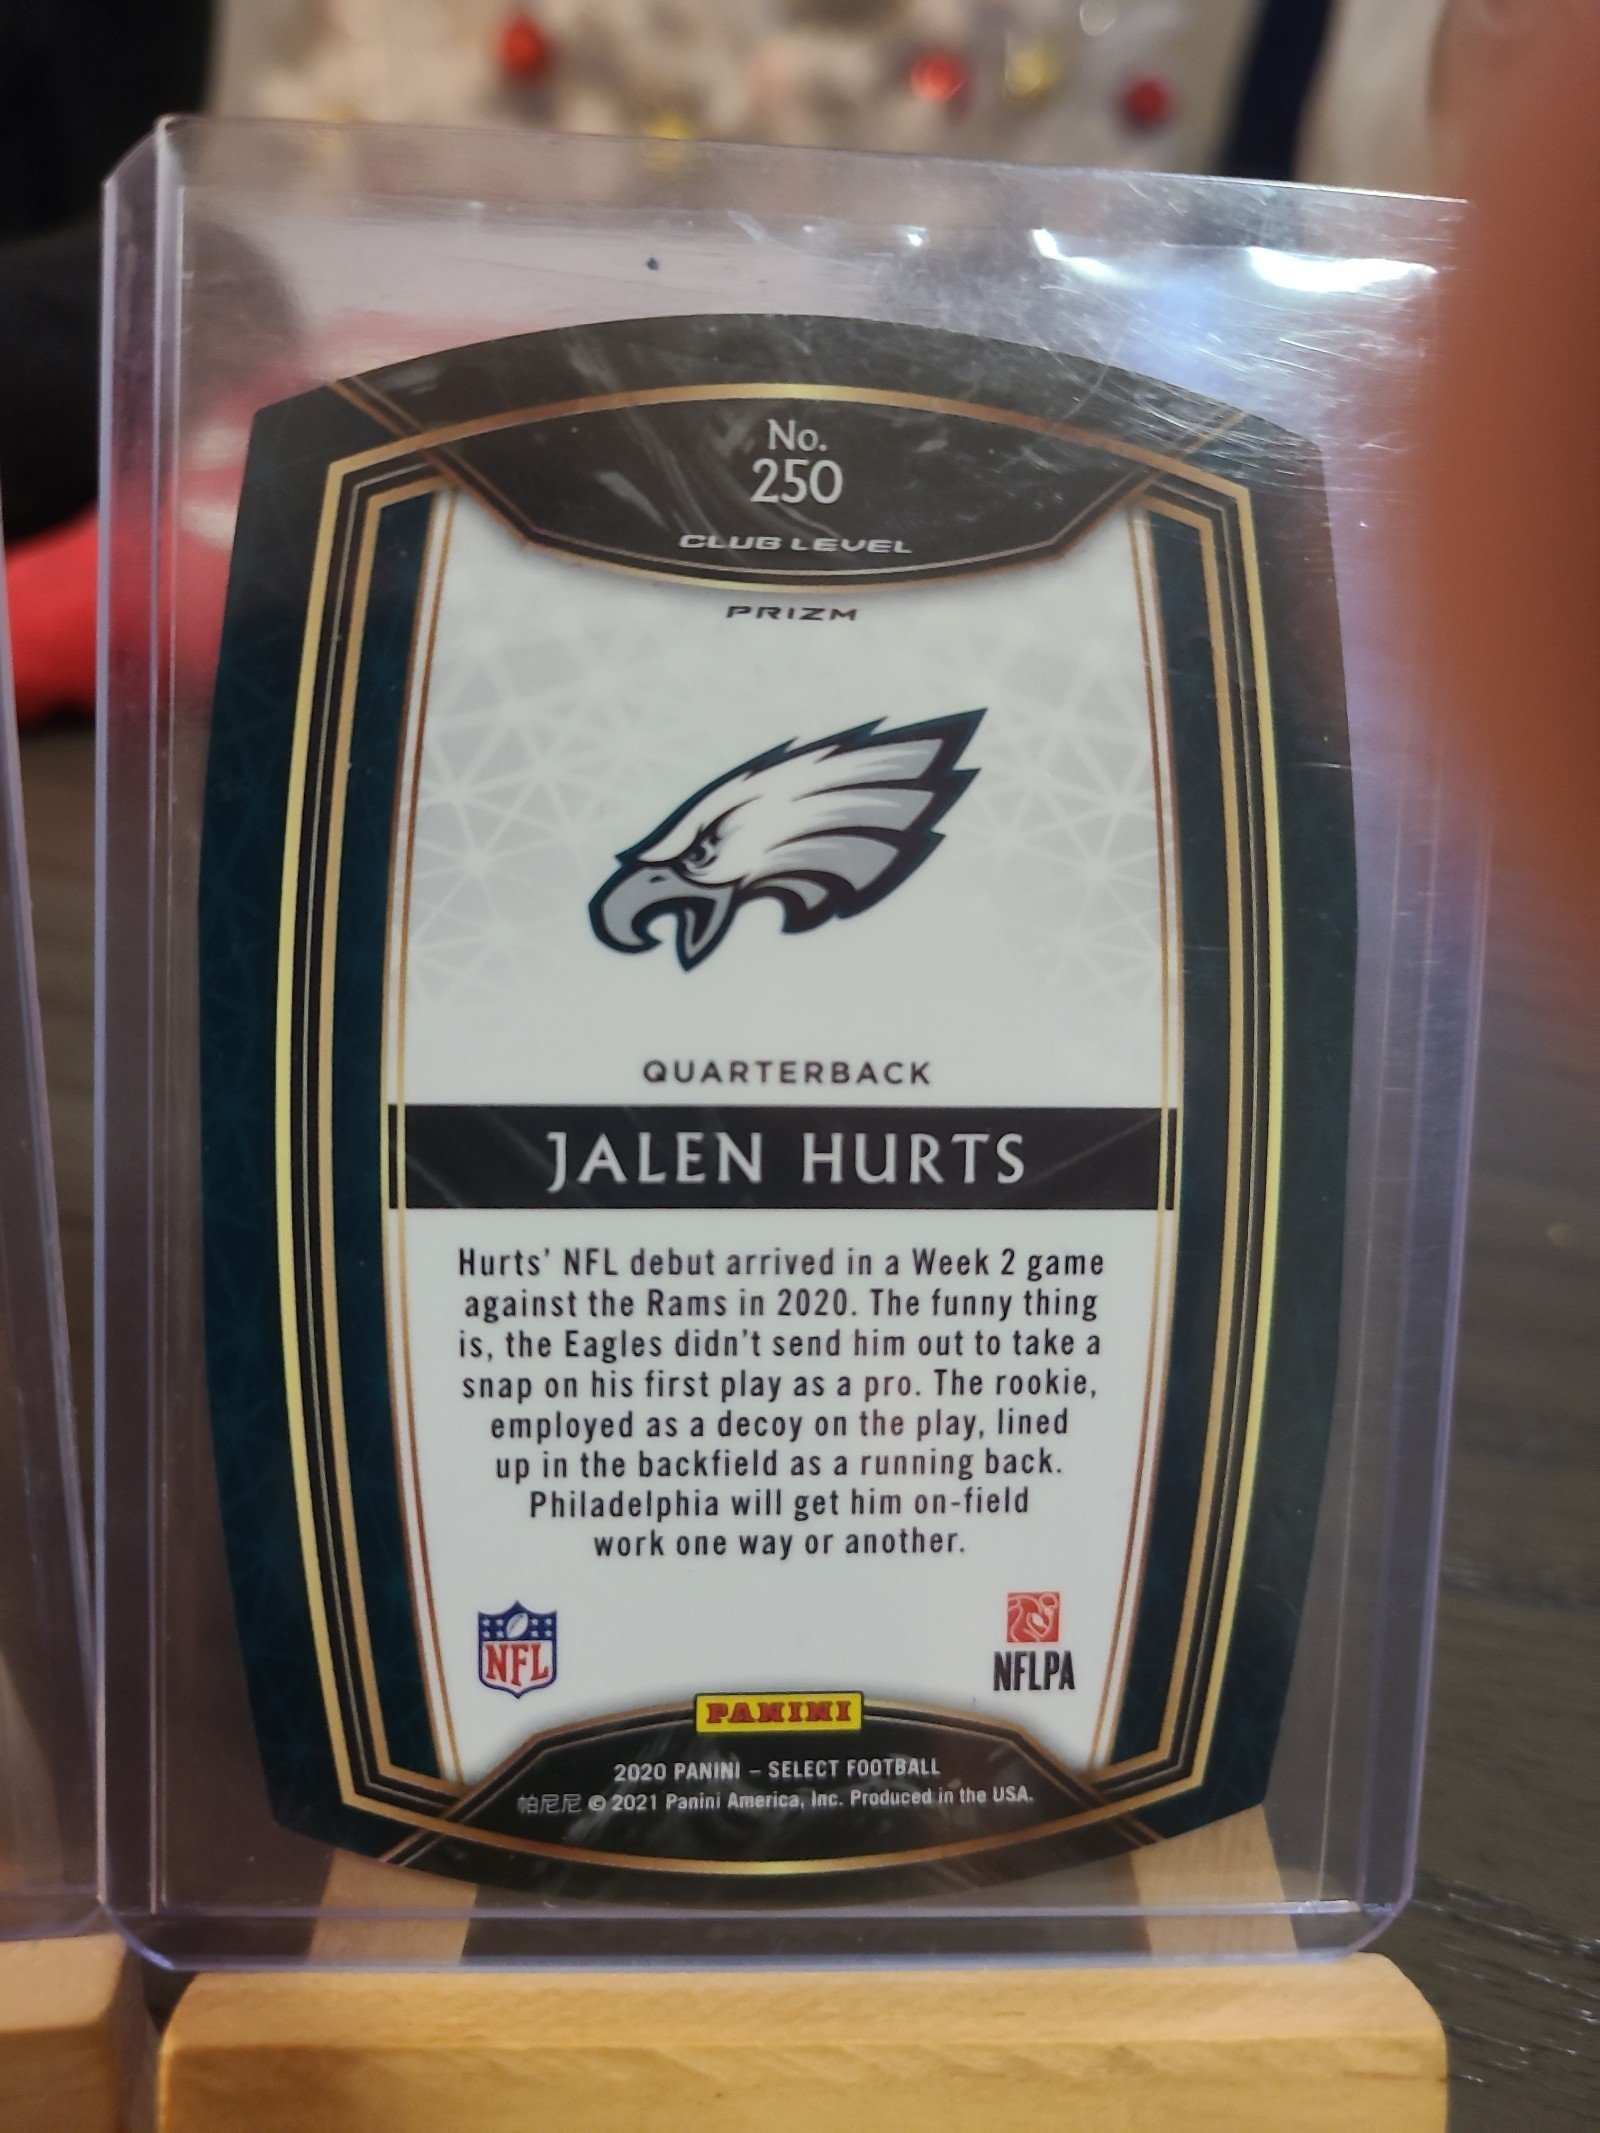 No.
250
CLUB LEVEL
PRIZM
QUARTERBACK
JALEN HURTS
Hurts' NFL debut arrived in a Week 2 game
against the Rams in 2020. The funny thing
is, the Eagles didn't send him out to take a
snap on his first play as a pro. The rookie,
employed as a decoy on the play, lined
up in the backfield as a running back.
Philadelphia will get him on-field
work one way or another.
NFL
NFLPA
PANINI
2020 PANINI – SELECT FOOTBALL
帕尼尼 © 2021 Panini America, Inc. Produced in the USA.